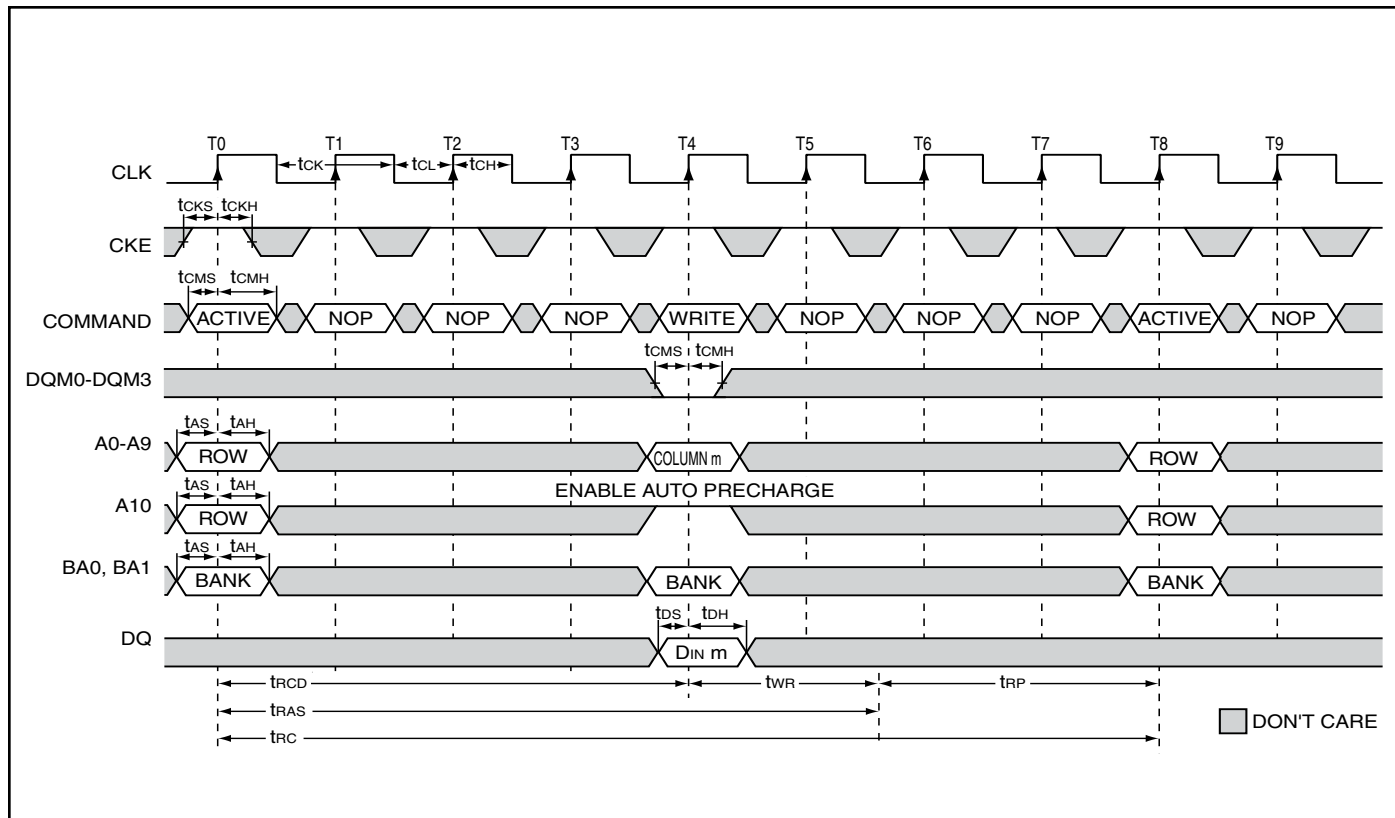 T0 T1 T2 T3 T4 T5 T6 T7 T8 T9
CLK tCK tCL tCH
tCKS tCKH
CKE
tCMS tCMH
COMMAND ACTIVE NOP NOP NOP WRITE NOP NOP NOP ACTIVE NOP
tCMS tCMH
DQM0-DQM3
tAS tAH
A0-A9 ROW COLUMN m ROW
tAS tAH ENABLE AUTO PRECHARGE
A10 ROW ROW
tAS tAH
BA0, BA1 BANK BANK BANK
tDS tDH
DQ DIN m
tRCD tWR tRP
tRAS
tRC
DON'T CARE